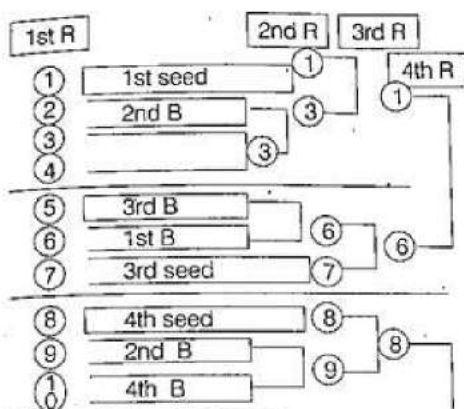 1st R 2nd R 3rd R
4th R
① 1st seed ① ①
② 2nd B ③
③ ③
④
⑤ 3rd B
⑥ 1st B ⑥ ⑥
⑦ 3rd seed ⑦
⑧ 4th seed ⑧ ⑧
⑨ 2nd B ⑨
⑩ 4th B